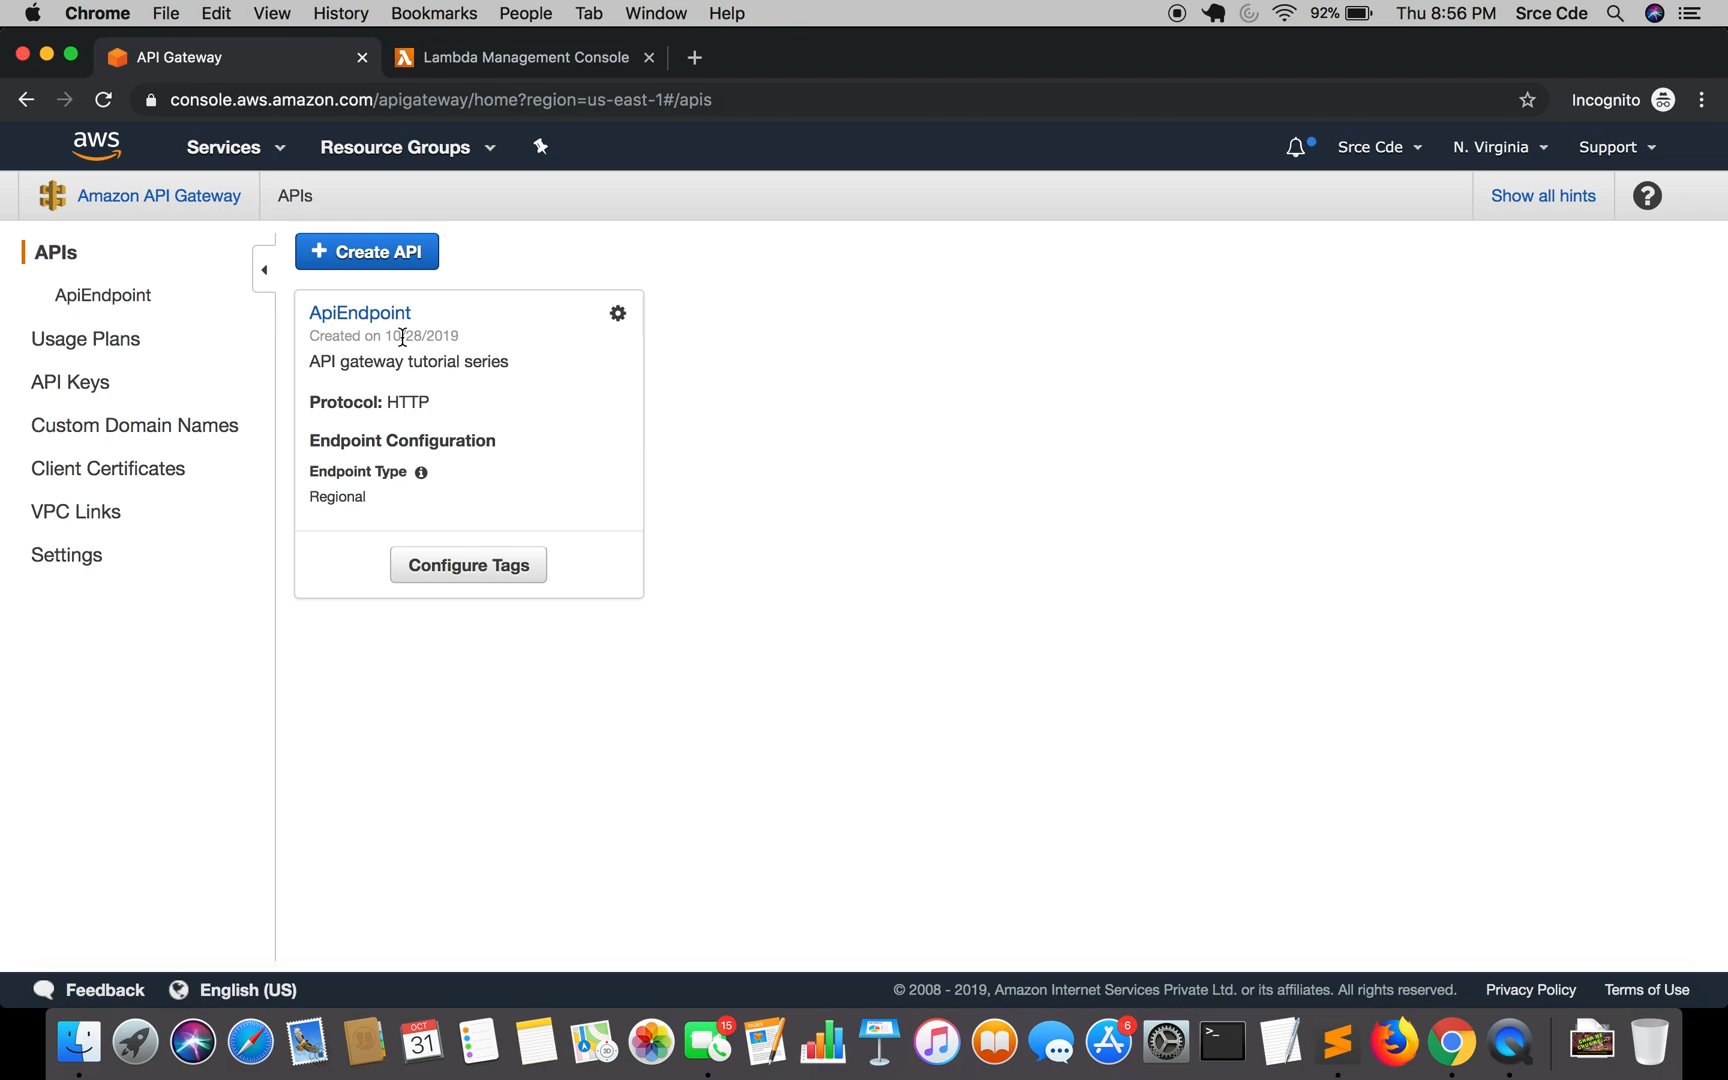 Chrome File Edit View History Bookmarks People Tab Window Help 92% Thu 8:56 PM Srce Cde
API Gateway Lambda Management Console
console.aws.amazon.com/apigateway/home?region=us-east-1#/apis Incognito
aws Services Resource Groups Srce Cde N. Virginia Support
Amazon API Gateway APIs Show all hints ?
APIs
ApiEndpoint
Usage Plans
API Keys
Custom Domain Names
Client Certificates
VPC Links
Settings
+ Create API
ApiEndpoint
Created on 10/28/2019
API gateway tutorial series
Protocol: HTTP
Endpoint Configuration
Endpoint Type
Regional
Configure Tags
Feedback English (US) © 2008 - 2019, Amazon Internet Services Private Ltd. or its affiliates. All rights reserved. Privacy Policy Terms of Use
OCT
31
15
6